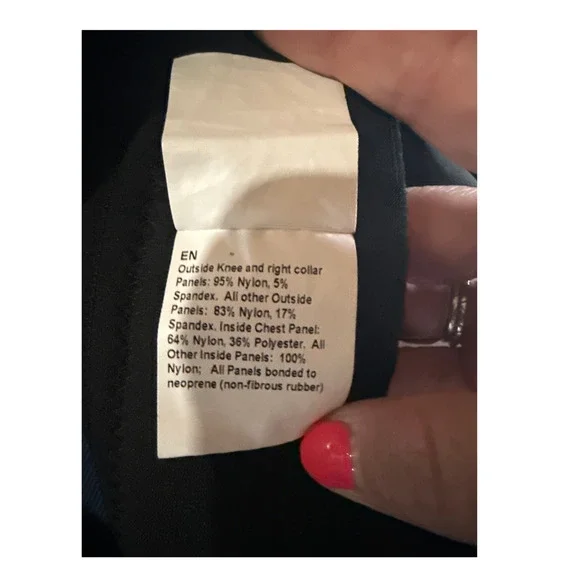 EN
Outside Knee and right collar
Panels: 95% Nylon, 5%
Spandex. All other Outside
Panels: 83% Nylon, 17%
Spandex. Inside Chest Panel:
64% Nylon, 36% Polyester. All
Other Inside Panels: 100%
Nylon; All Panels bonded to
neoprene (non-fibrous rubber)